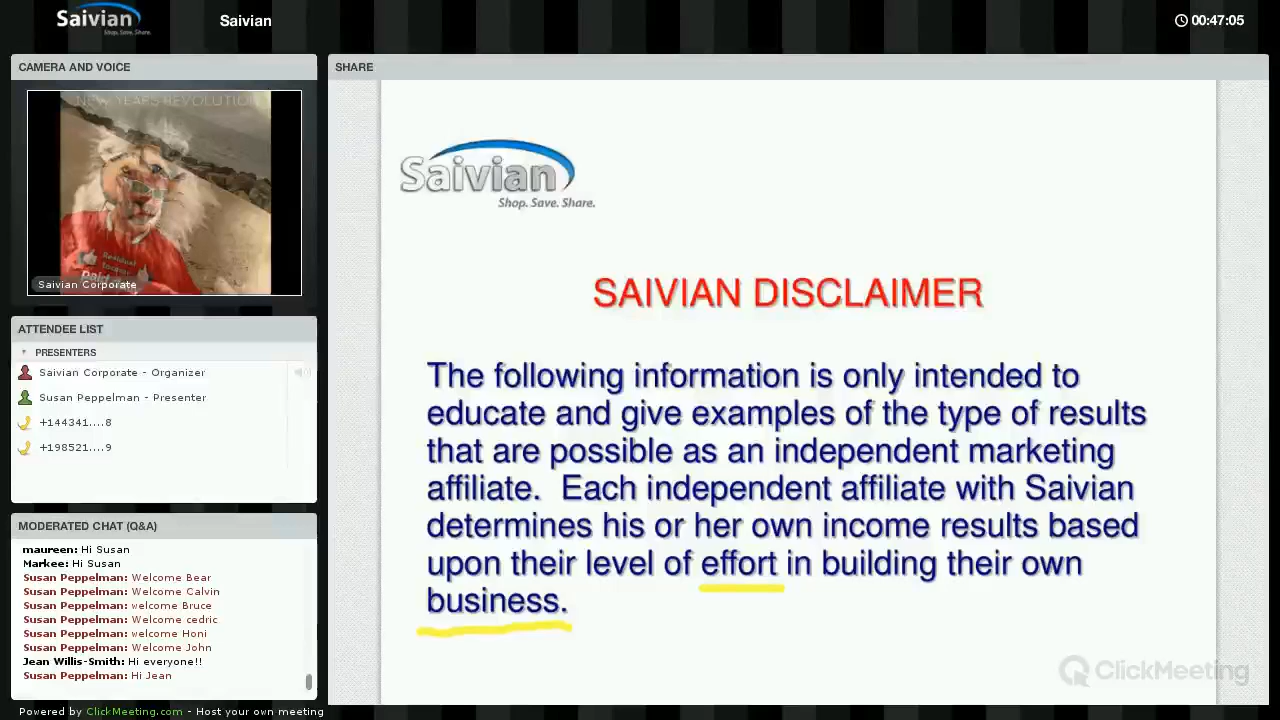 Saivian
Shop. Save. Share.
Saivian
00:47:05
CAMERA AND VOICE
NEW YEARS REVOLUTION
Residual
Income
Paid
Saivian Corporate
ATTENDEE LIST
PRESENTERS
Saivian Corporate - Organizer
Susan Peppelman - Presenter
+144341....8
+198521....9
MODERATED CHAT (Q&A)
maureen: Hi Susan
Markee: Hi Susan
Susan Peppelman: Welcome Bear
Susan Peppelman: Welcome Calvin
Susan Peppelman: welcome Bruce
Susan Peppelman: Welcome cedric
Susan Peppelman: welcome Honi
Susan Peppelman: Welcome John
Jean Willis-Smith: Hi everyone!!
Susan Peppelman: Hi Jean
Powered by ClickMeeting.com - Host your own meeting
SHARE
Saivian
Shop. Save. Share.
SAIVIAN DISCLAIMER
The following information is only intended to
educate and give examples of the type of results
that are possible as an independent marketing
affiliate.  Each independent affiliate with Saivian
determines his or her own income results based
upon their level of effort in building their own
business.
ClickMeeting